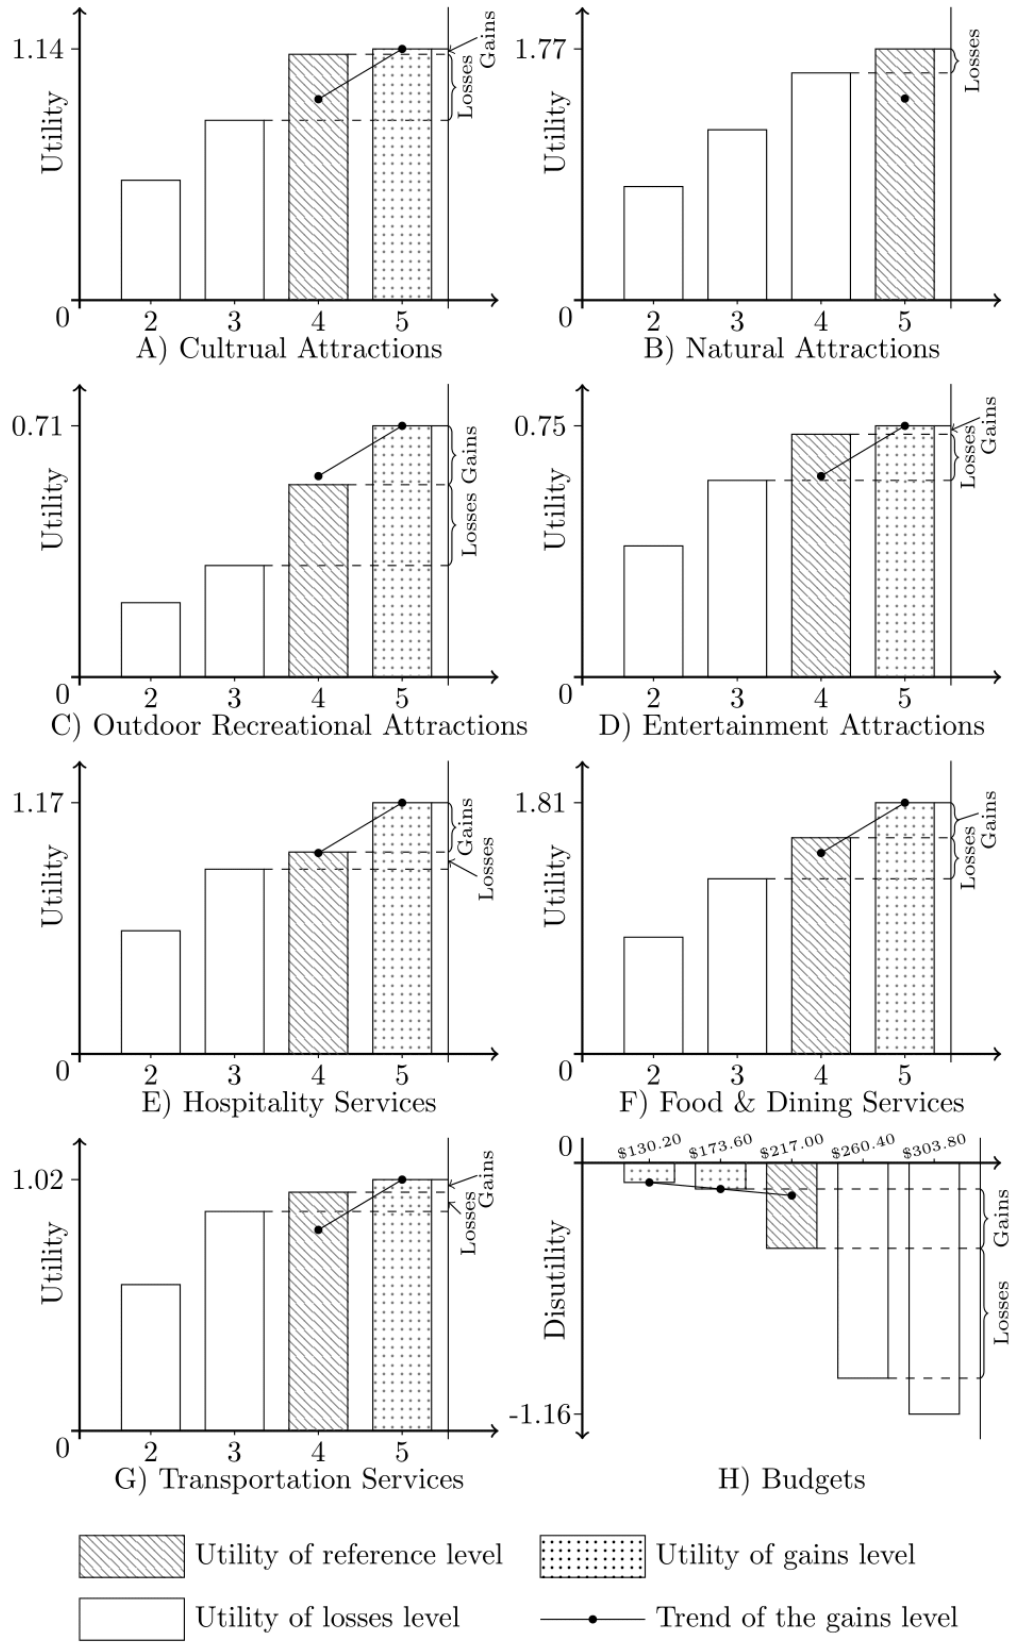 1.14
Utility
Losses
Gains
0
2 3 4 5
A) Cultrual Attractions
1.77
Utility
Losses
0
2 3 4 5
B) Natural Attractions
0.71
Utility
Gains
Losses
0
2 3 4 5
C) Outdoor Recreational Attractions
0.75
Utility
Losses
Gains
0
2 3 4 5
D) Entertainment Attractions
1.17
Utility
Gains
Losses
0
2 3 4 5
E) Hospitality Services
1.81
Utility
Losses
Gains
0
2 3 4 5
F) Food & Dining Services
1.02
Utility
Losses
Gains
0
2 3 4 5
G) Transportation Services
0
$130.20 $173.60 $217.00 $260.40 $303.80
Disutility
Gains
Losses
-1.16
H) Budgets
Utility of reference level
Utility of gains level
Utility of losses level
Trend of the gains level